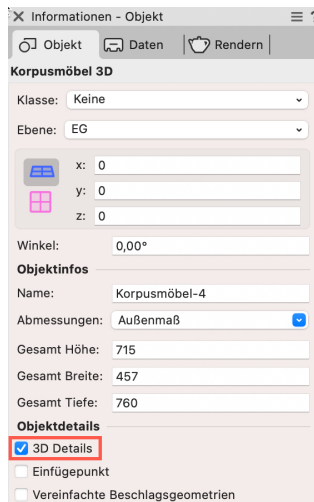 Informationen - Objekt
Objekt Daten Rendern
Korpusmöbel 3D
Klasse: Keine
Ebene: EG
x: 0
y: 0
z: 0
Winkel: 0,00°
Objektinfos
Name: Korpusmöbel-4
Abmessungen: Außenmaß
Gesamt Höhe: 715
Gesamt Breite: 457
Gesamt Tiefe: 760
Objektdetails
3D Details
Einfügepunkt
Vereinfachte Beschlagsgeometrien